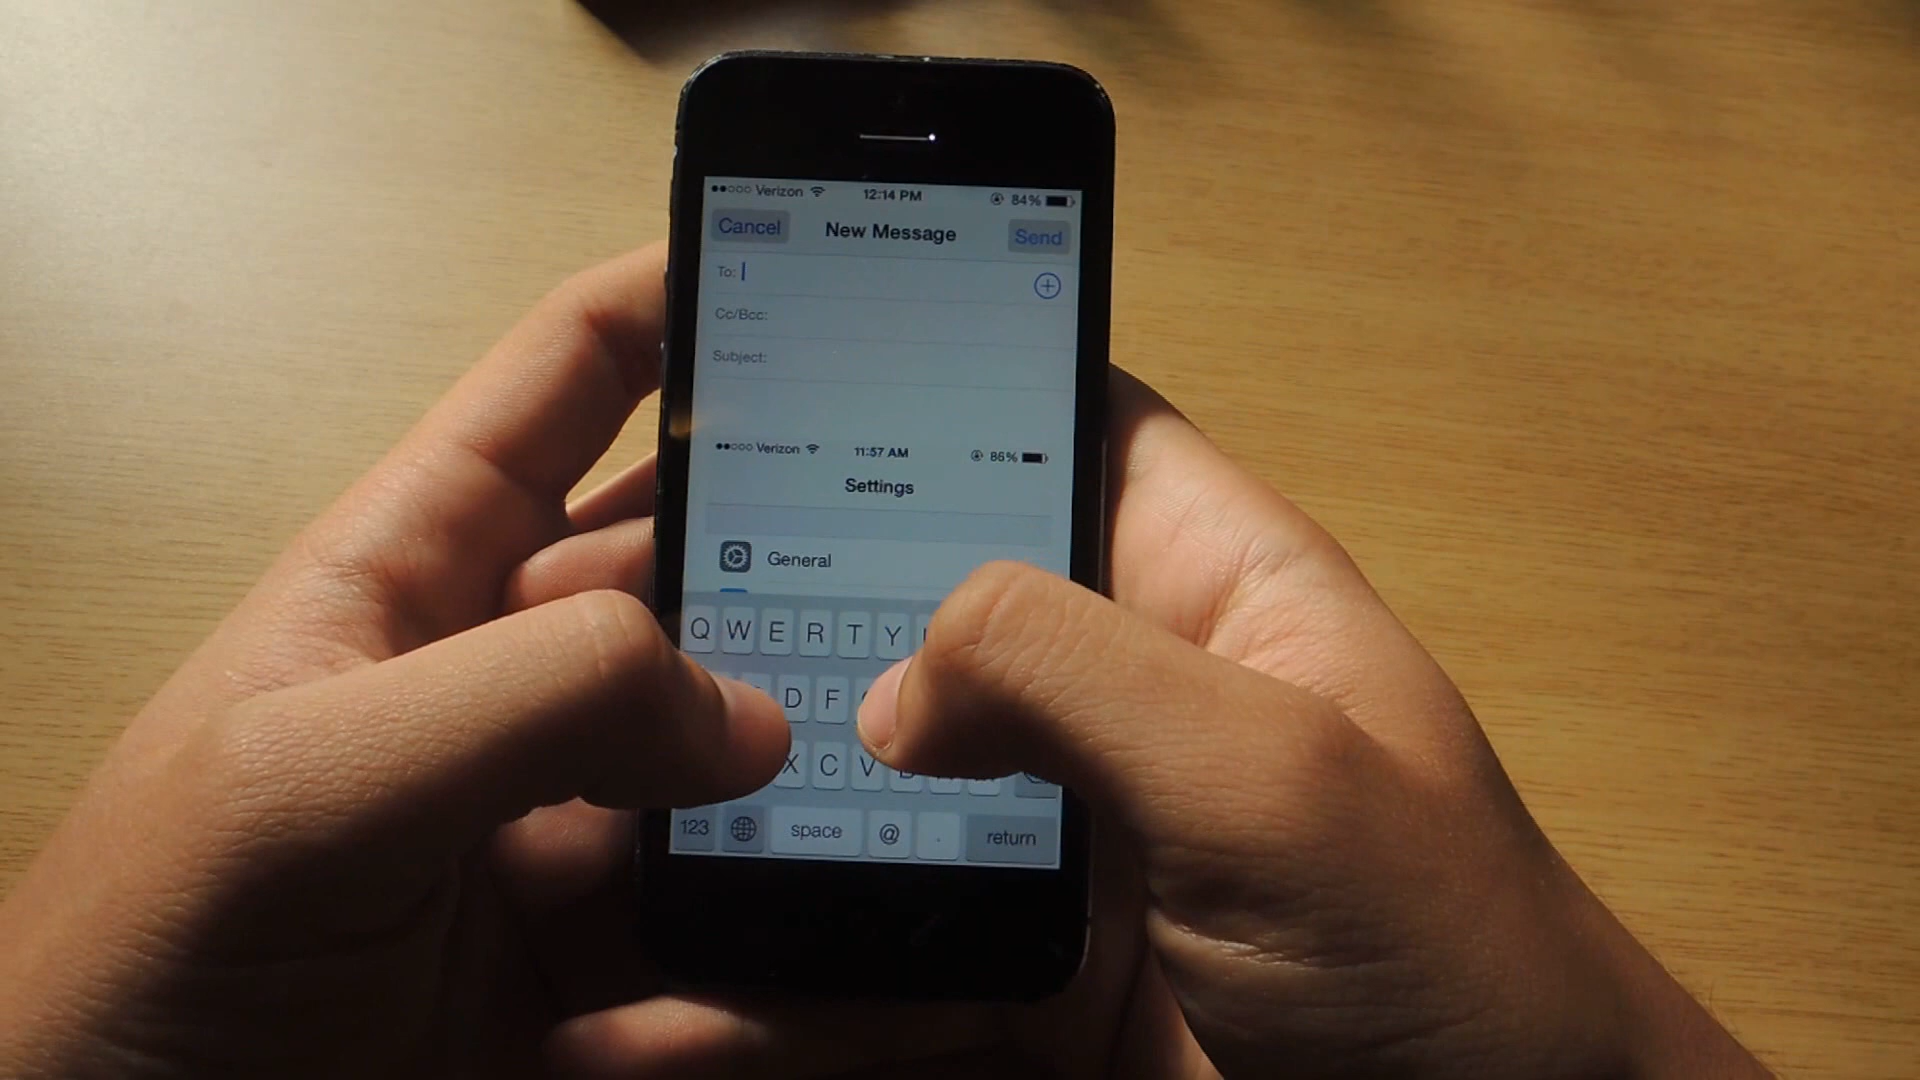 Verizon 12:14 PM 84%
Cancel New Message Send
To:
Cc/Bcc:
Subject:
Verizon 11:57 AM 86%
Settings
General
Q W E R T Y
D F
X C V
123 space @ . return